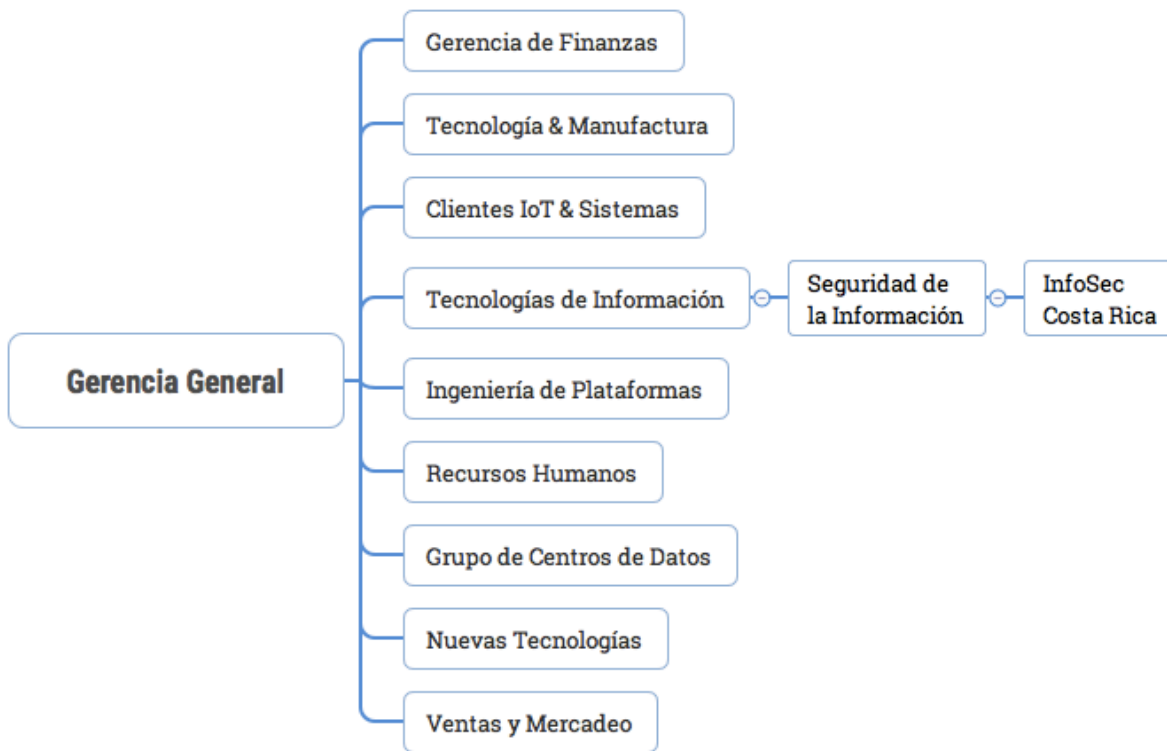 Gerencia General
Gerencia de Finanzas
Tecnología & Manufactura
Clientes IoT & Sistemas
Tecnologías de Información
Seguridad de
la Información
InfoSec
Costa Rica
Ingeniería de Plataformas
Recursos Humanos
Grupo de Centros de Datos
Nuevas Tecnologías
Ventas y Mercadeo